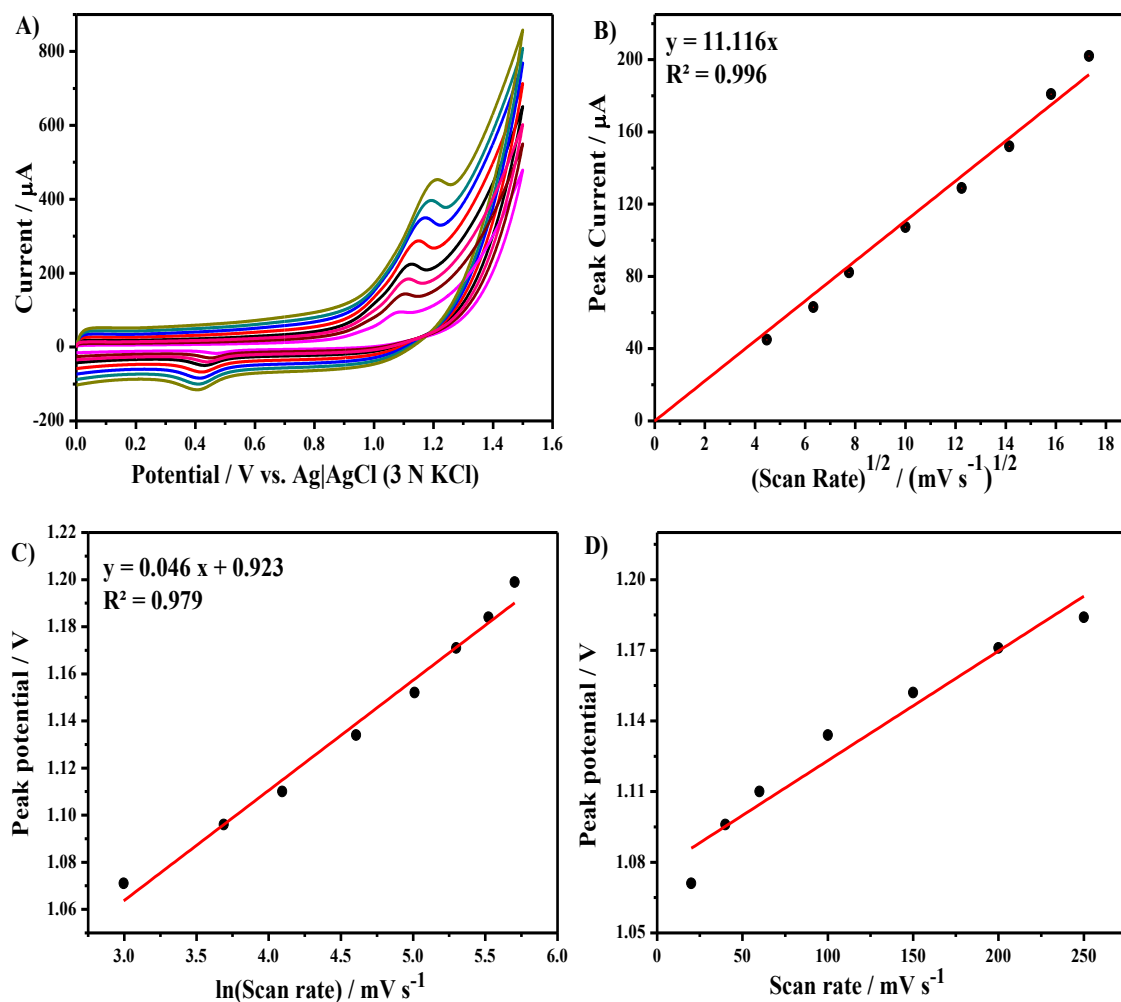 A)
800
600
400
200
0
-200
Current / µA
0.0 0.2 0.4 0.6 0.8 1.0 1.2 1.4 1.6
Potential / V vs. Ag|AgCl (3 N KCl)
B)
y = 11.116x
R² = 0.996
200
160
120
80
40
0
Peak Current / µA
0 2 4 6 8 10 12 14 16 18
(Scan Rate)^1/2 / (mV s^-1)^1/2
C)
y = 0.046 x + 0.923
R² = 0.979
1.22
1.20
1.18
1.16
1.14
1.12
1.10
1.08
1.06
Peak potential / V
3.0 3.5 4.0 4.5 5.0 5.5 6.0
ln(Scan rate) / mV s^-1
D)
1.20
1.17
1.14
1.11
1.08
1.05
Peak potential / V
0 50 100 150 200 250
Scan rate / mV s^-1